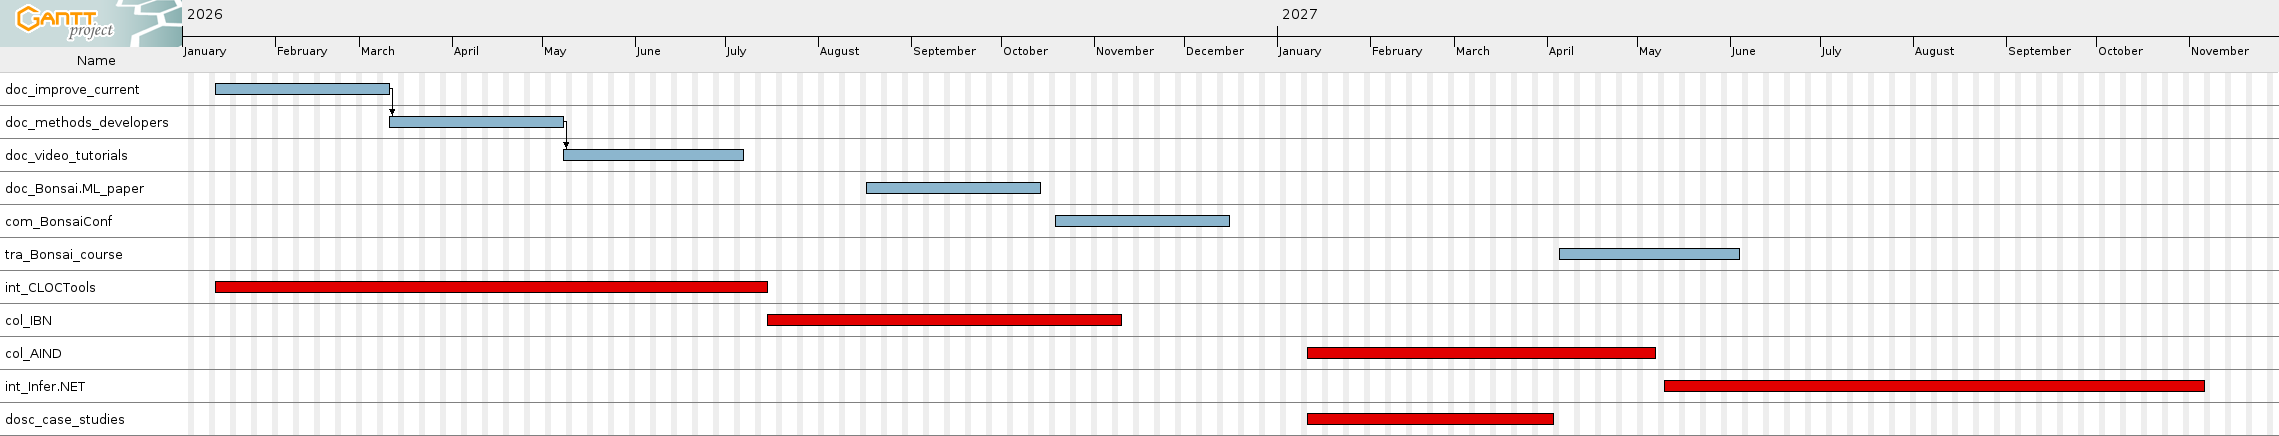 GANTT project
2026 2027
January February March April May June July August September October November December January February March April May June July August September October November
Name
doc_improve_current
doc_methods_developers
doc_video_tutorials
doc_Bonsai.ML_paper
com_BonsaiConf
tra_Bonsai_course
int_CLOCTools
col_IBN
col_AIND
int_Infer.NET
dosc_case_studies